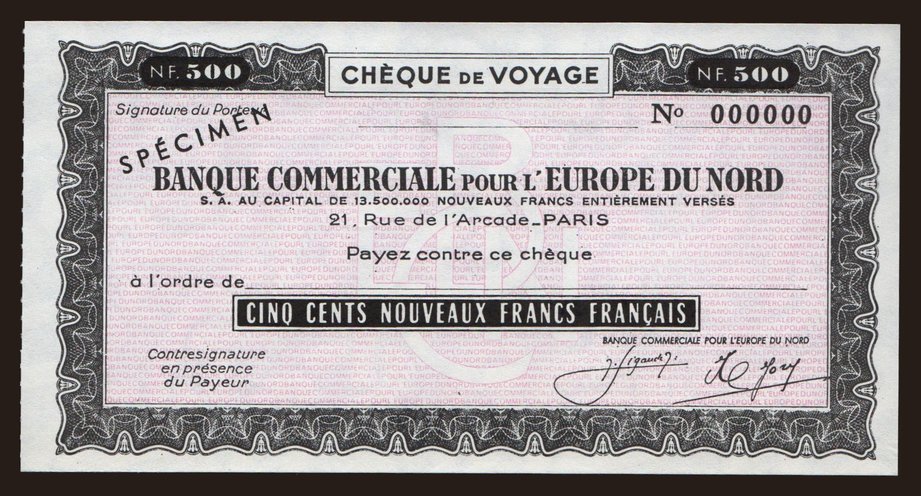 NF. 500
CHÈQUE DE VOYAGE
NF. 500
Signature du Porteur
Nº 000000
SPÉCIMEN
BANQUE COMMERCIALE POUR L'EUROPE DU NORD
S. A. AU CAPITAL DE 13.500.000 NOUVEAUX FRANCS ENTIÈREMENT VERSÉS
21, Rue de l'Arcade_PARIS
Payez contre ce chèque
à l'ordre de
CINQ CENTS NOUVEAUX FRANCS FRANÇAIS
BANQUE COMMERCIALE POUR L'EUROPE DU NORD
Contresignature
en présence
du Payeur